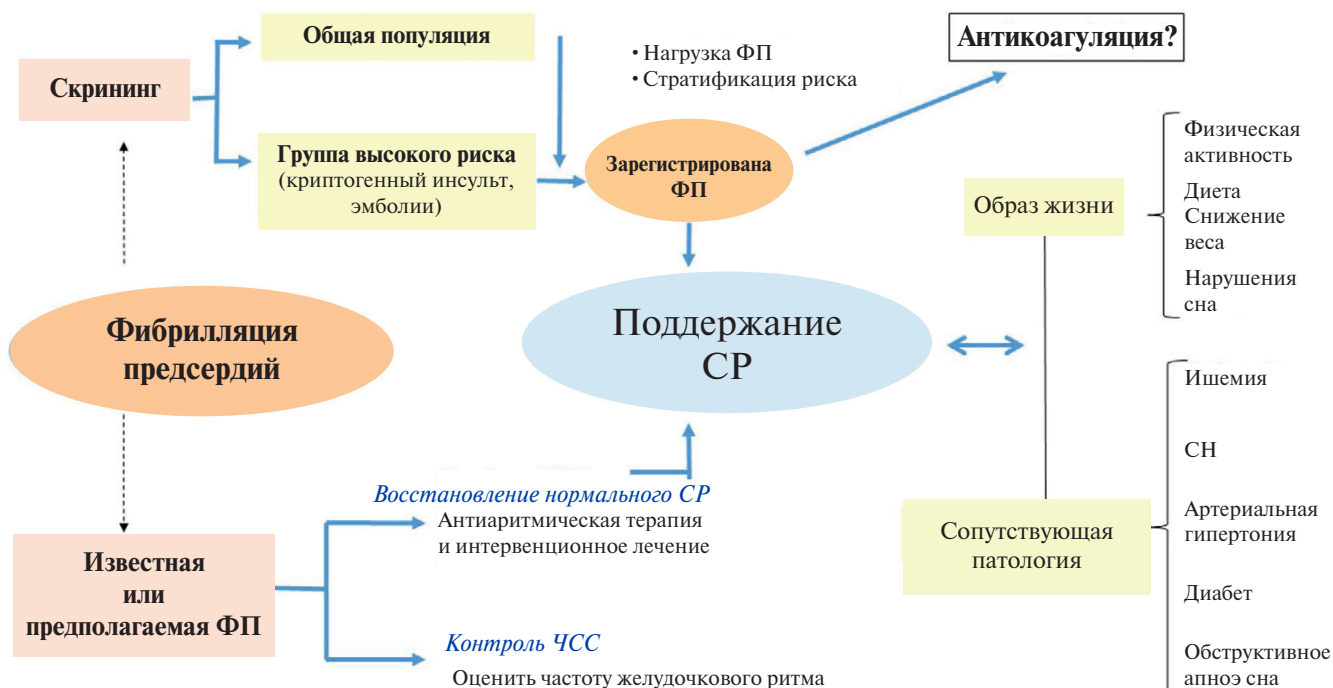 Общая популяция
Скрининг
Группа высокого риска
(криптогенный инсульт,
эмболии)
• Нагрузка ФП
• Стратификация риска
Антикоагуляция?
Зарегистрирована
ФП
Образ жизни
Физическая
активность
Диета
Снижение
веса
Нарушения
сна
Фибрилляция
предсердий
Поддержание
СР
Ишемия
СН
Артериальная
гипертония
Диабет
Обструктивное
апноэ сна
Сопутствующая
патология
Восстановление нормального СР
Антиаритмическая терапия
и интервенционное лечение
Известная
или
предполагаемая ФП
Контроль ЧСС
Оценить частоту желудочкового ритма